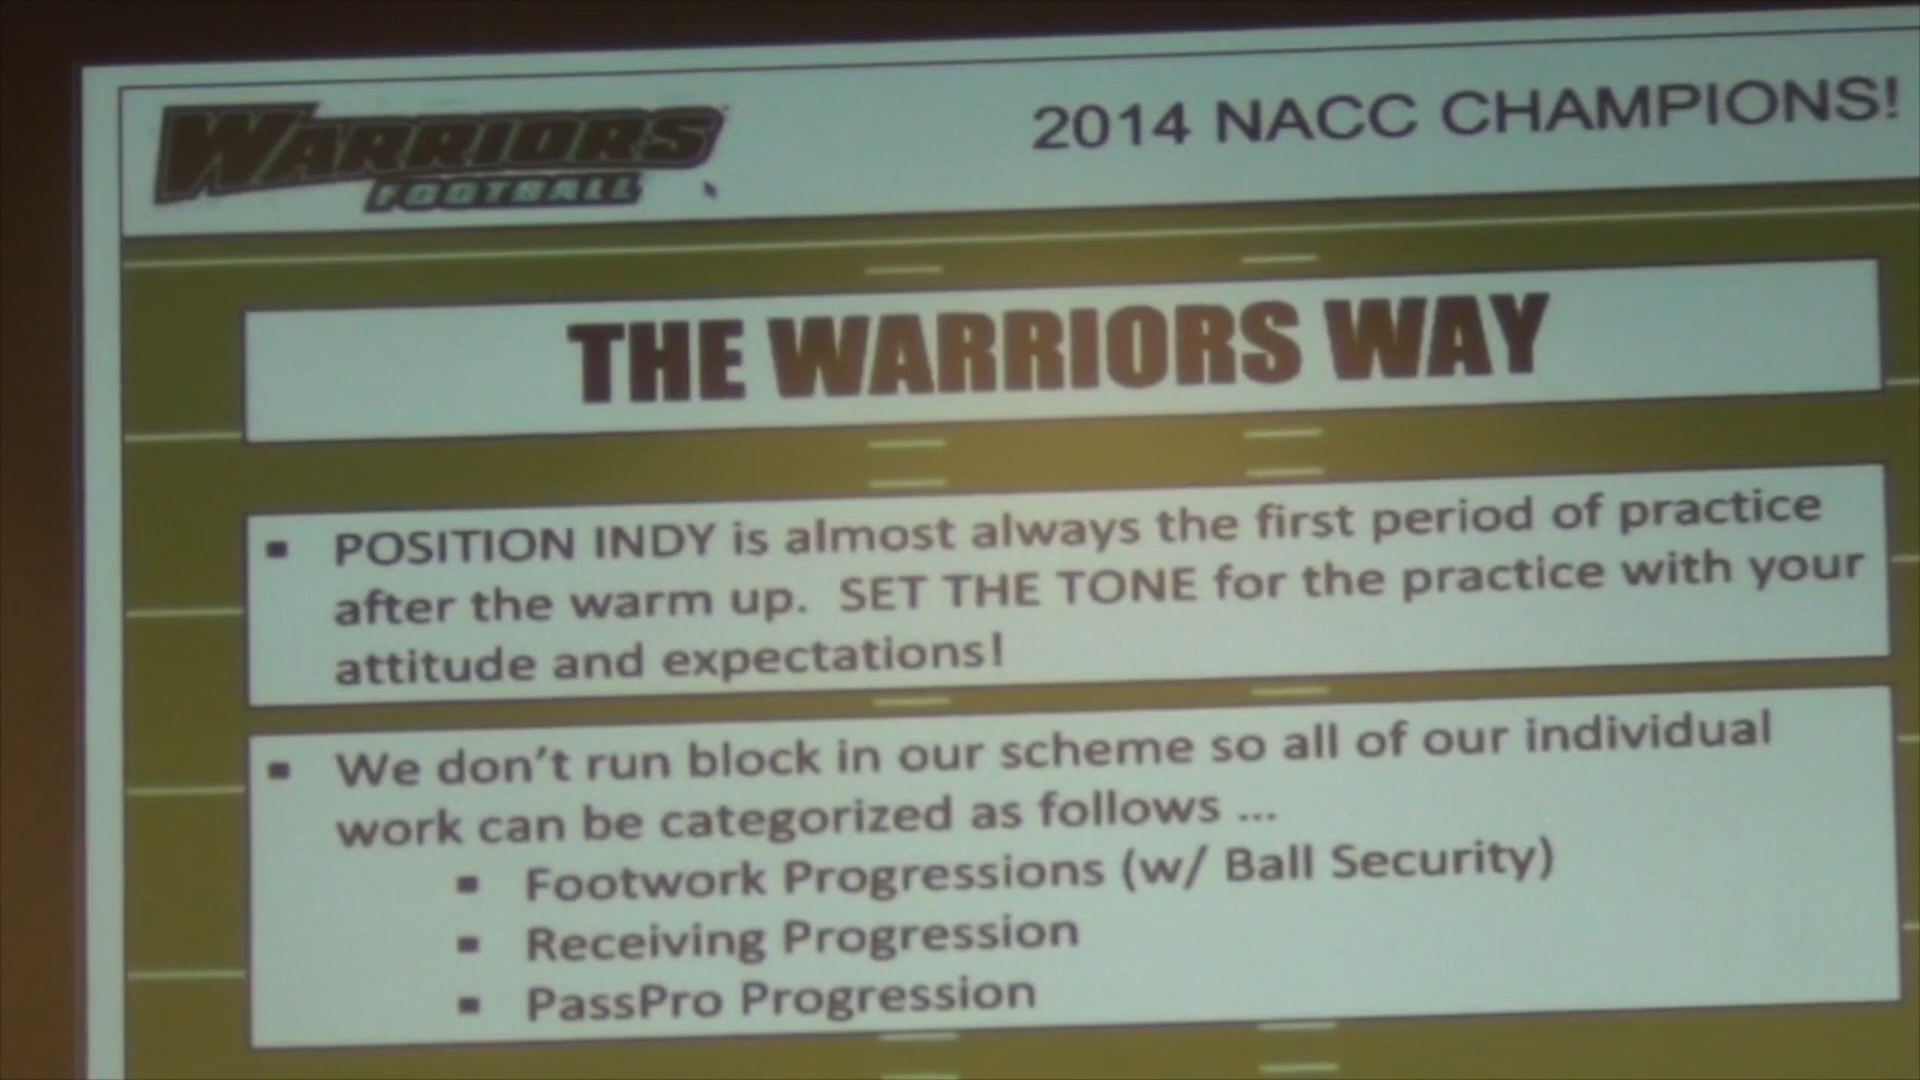 WARRIORS
FOOTBALL
2014 NACC CHAMPIONS!
THE WARRIORS WAY
▪ POSITION INDY is almost always the first period of practice
after the warm up. SET THE TONE for the practice with your
attitude and expectations!
▪ We don't run block in our scheme so all of our individual
work can be categorized as follows ...
▪ Footwork Progressions (w/ Ball Security)
▪ Receiving Progression
▪ PassPro Progression